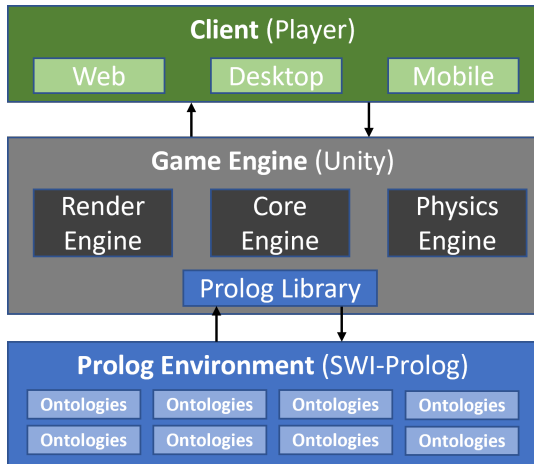 Client (Player)
Web Desktop Mobile
Game Engine (Unity)
Render Engine
Core Engine
Physics Engine
Prolog Library
Prolog Environment (SWI-Prolog)
Ontologies Ontologies Ontologies Ontologies
Ontologies Ontologies Ontologies Ontologies